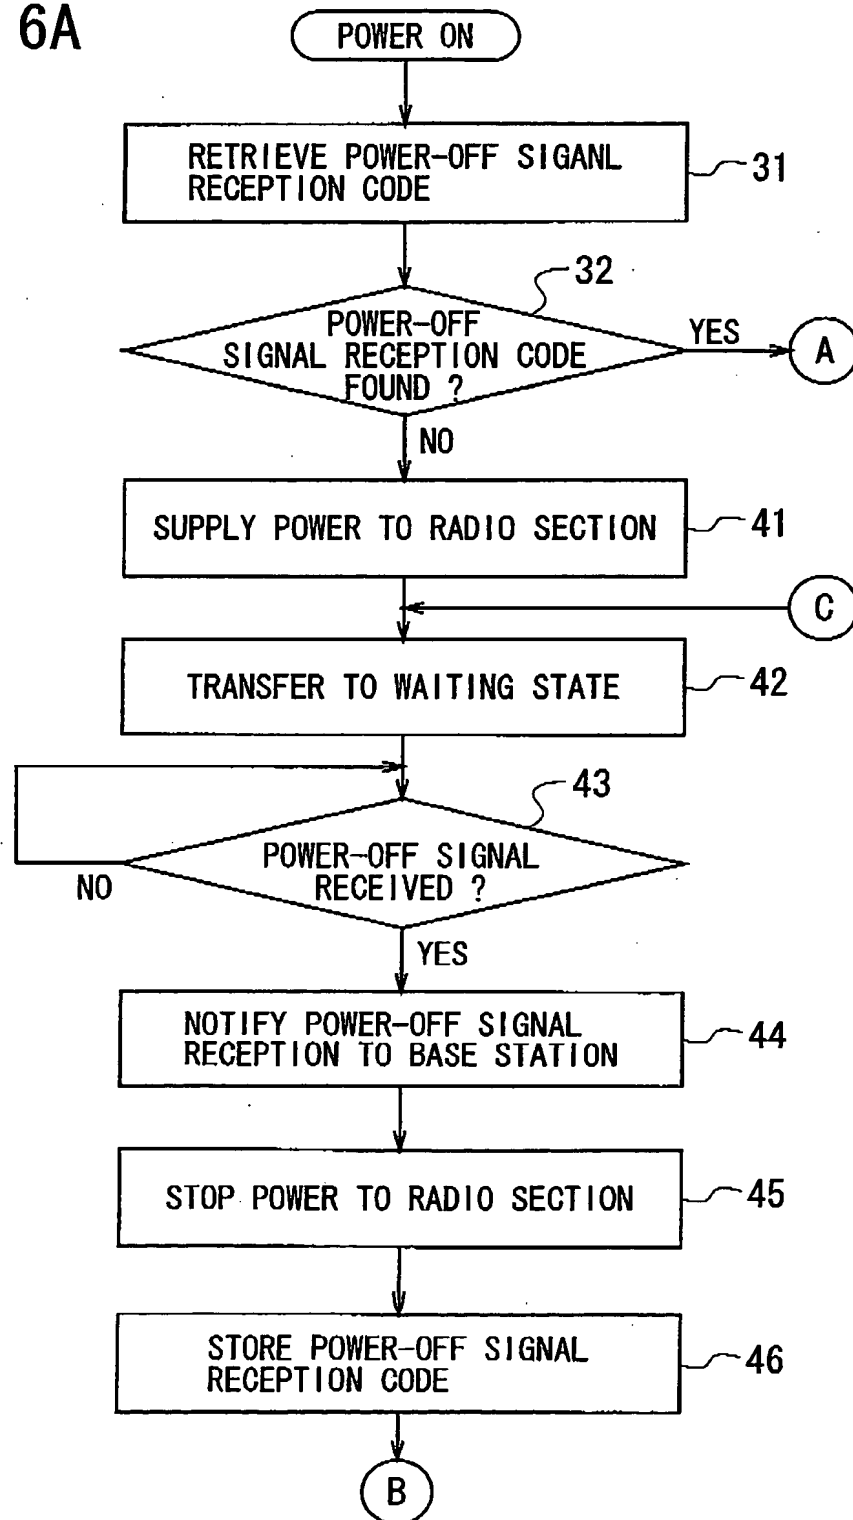 6A
POWER ON
RETRIEVE POWER-OFF SIGANL
RECEPTION CODE
31
32
POWER-OFF
SIGNAL RECEPTION CODE
FOUND ?
YES
A
NO
SUPPLY POWER TO RADIO SECTION
41
C
TRANSFER TO WAITING STATE
42
43
POWER-OFF SIGNAL
RECEIVED ?
NO
YES
NOTIFY POWER-OFF SIGNAL
RECEPTION TO BASE STATION
44
STOP POWER TO RADIO SECTION
45
STORE POWER-OFF SIGNAL
RECEPTION CODE
46
B